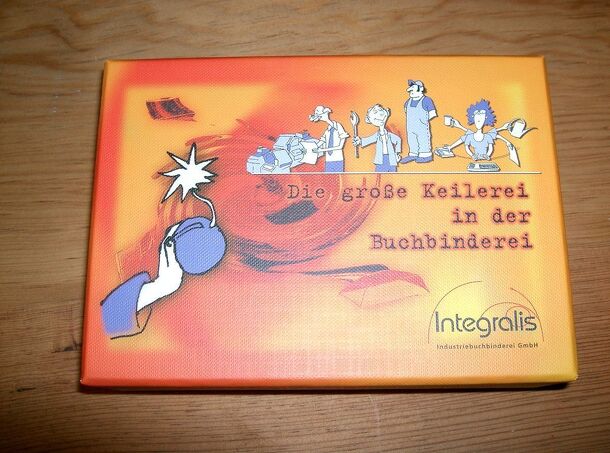 Die große Keilerei
in der
Buchbinderei
Integralis
Industriebuchbinderei GmbH